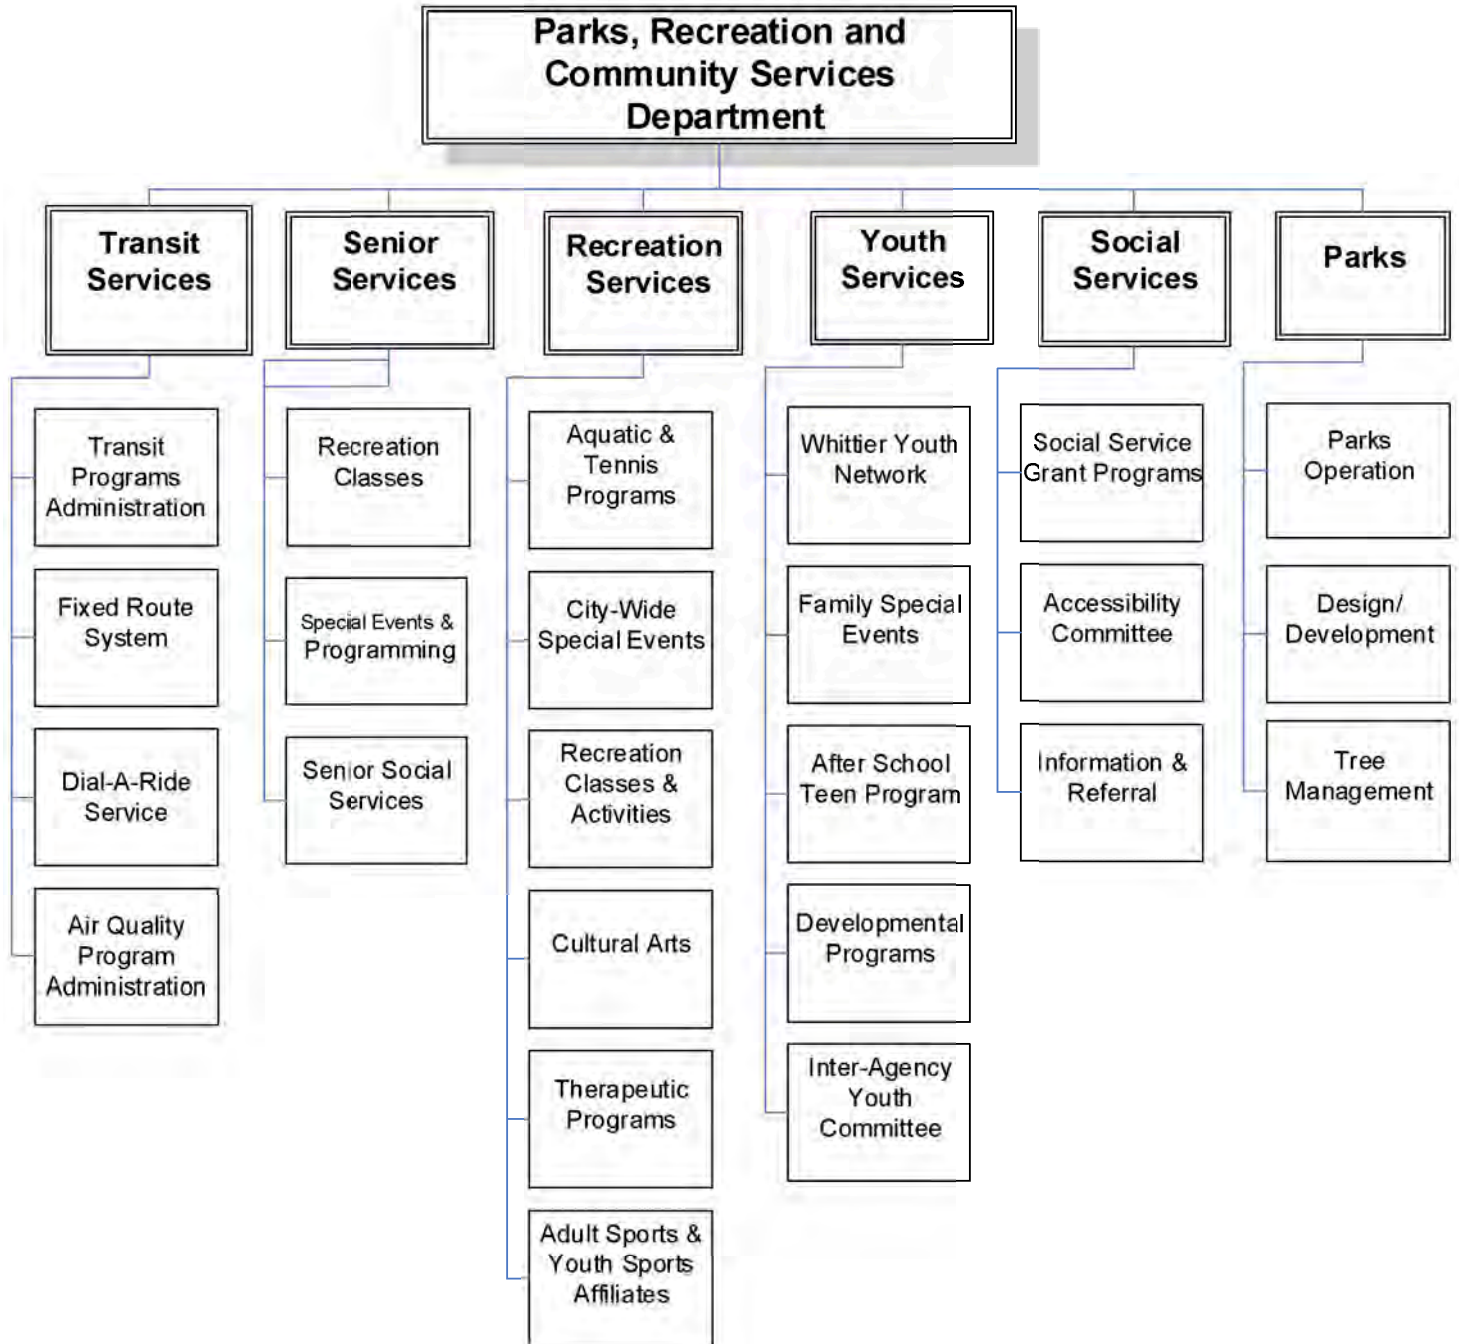 Parks, Recreation and
Community Services
Department
Transit
Services
Senior
Services
Recreation
Services
Youth
Services
Social
Services
Parks
Transit
Programs
Administration
Fixed Route
System
Dial-A-Ride
Service
Air Quality
Program
Administration
Recreation
Classes
Special Events &
Programming
Senior Social
Services
Aquatic &
Tennis
Programs
City-Wide
Special Events
Recreation
Classes &
Activities
Cultural Arts
Therapeutic
Programs
Adult Sports &
Youth Sports
Affiliates
Whittier Youth
Network
Family Special
Events
After School
Teen Program
Developmental
Programs
Inter-Agency
Youth
Committee
Social Service
Grant Programs
Accessibility
Committee
Information &
Referral
Parks
Operation
Design/
Development
Tree
Management